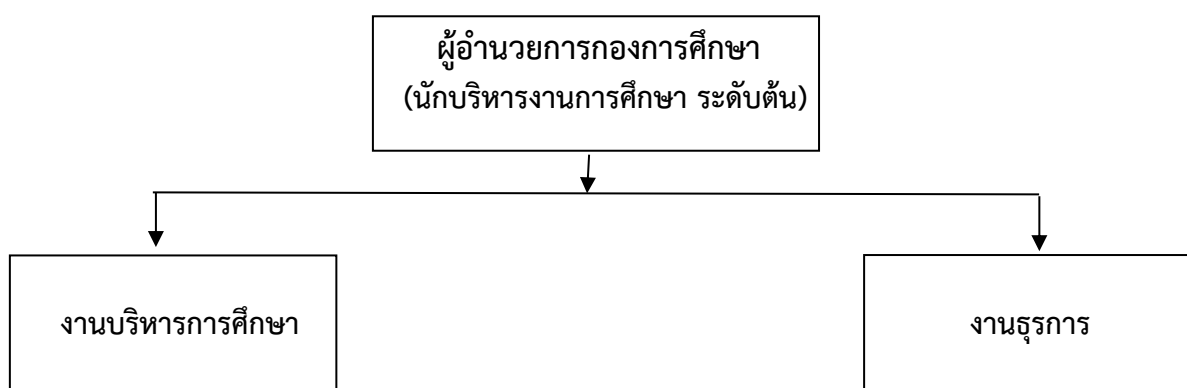 ผู้อำนวยการกองการศึกษา
(นักบริหารงานการศึกษา ระดับต้น)
งานบริหารการศึกษา
งานธุรการ